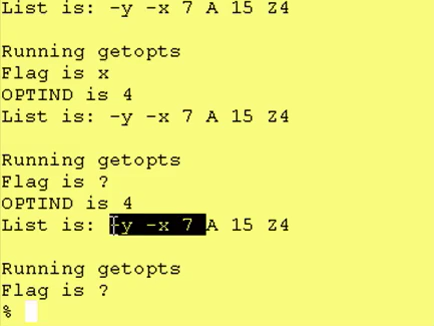 List is: -y -x 7 A 15 Z4
Running getopts
Flag is x
OPTIND is 4
List is: -y -x 7 A 15 Z4
Running getopts
Flag is ?
OPTIND is 4
List is: -y -x 7 A 15 Z4
Running getopts
Flag is ?
%